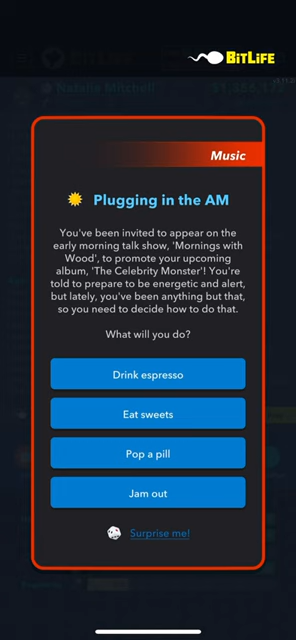 BITLIFE
Natalie Mitchell
Music
Plugging in the AM
You've been invited to appear on the
early morning talk show, 'Mornings with
Wood', to promote your upcoming
album, 'The Celebrity Monster'! You're
told to prepare to be energetic and alert,
but lately, you've been anything but that,
so you need to decide how to do that.
What will you do?
Drink espresso
Eat sweets
Pop a pill
Jam out
Surprise me!